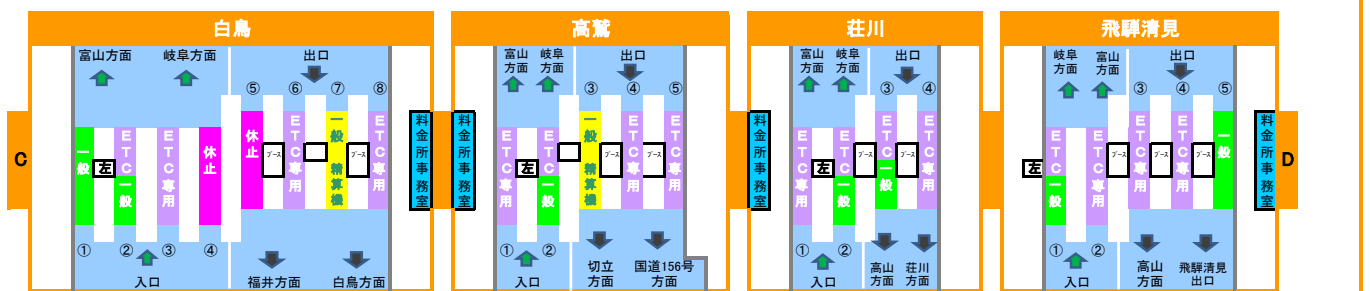 白鳥
富山方面
岐阜方面
出口
⑤
⑥
⑦
⑧
一般
左
ETC一般
ETC専用
休止
休止
ブース
ETC専用
一般 精算機
ブース
ETC専用
①
②
③
④
入口
福井方面
白鳥方面
C
料金所事務室
高鷲
富山
方面
岐阜
方面
出口
③
④
⑤
料金所事務室
ETC専用
左
ETC一般
一般 精算機
ブース
ETC専用
ブース
ETC専用
①
②
入口
切立
方面
国道156号
方面
荘川
富山
方面
岐阜
方面
出口
③
④
料金所事務室
ETC専用
左
ETC一般
ETC一般
ブース
ブース
ETC専用
①
②
入口
高山
方面
荘川
方面
飛騨清見
岐阜
方面
富山
方面
出口
③
④
⑤
左
ETC一般
ETC専用
ブース
ETC専用
ブース
ETC専用
ブース
一般
料金所事務室
D
①
②
入口
高山
方面
飛騨清見
出口